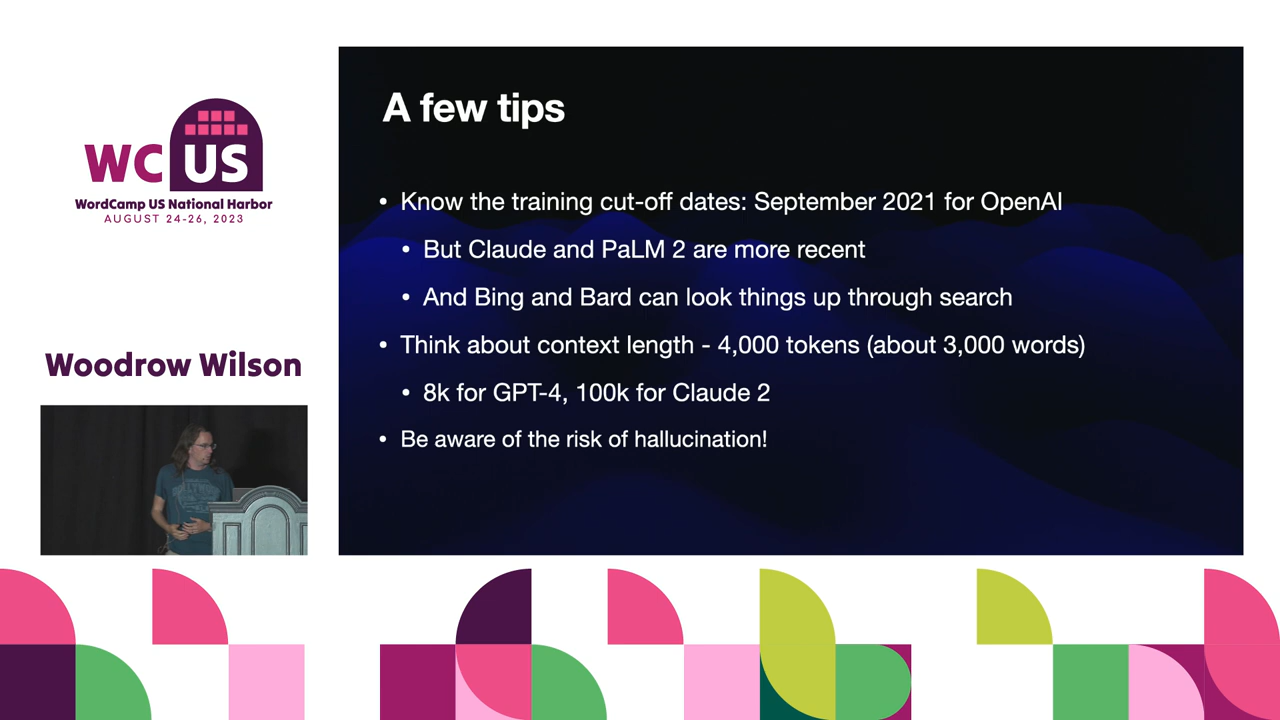 WC US
WordCamp US National Harbor
AUGUST 24-26, 2023
Woodrow Wilson
A few tips
• Know the training cut-off dates: September 2021 for OpenAI
• But Claude and PaLM 2 are more recent
• And Bing and Bard can look things up through search
• Think about context length - 4,000 tokens (about 3,000 words)
• 8k for GPT-4, 100k for Claude 2
• Be aware of the risk of hallucination!